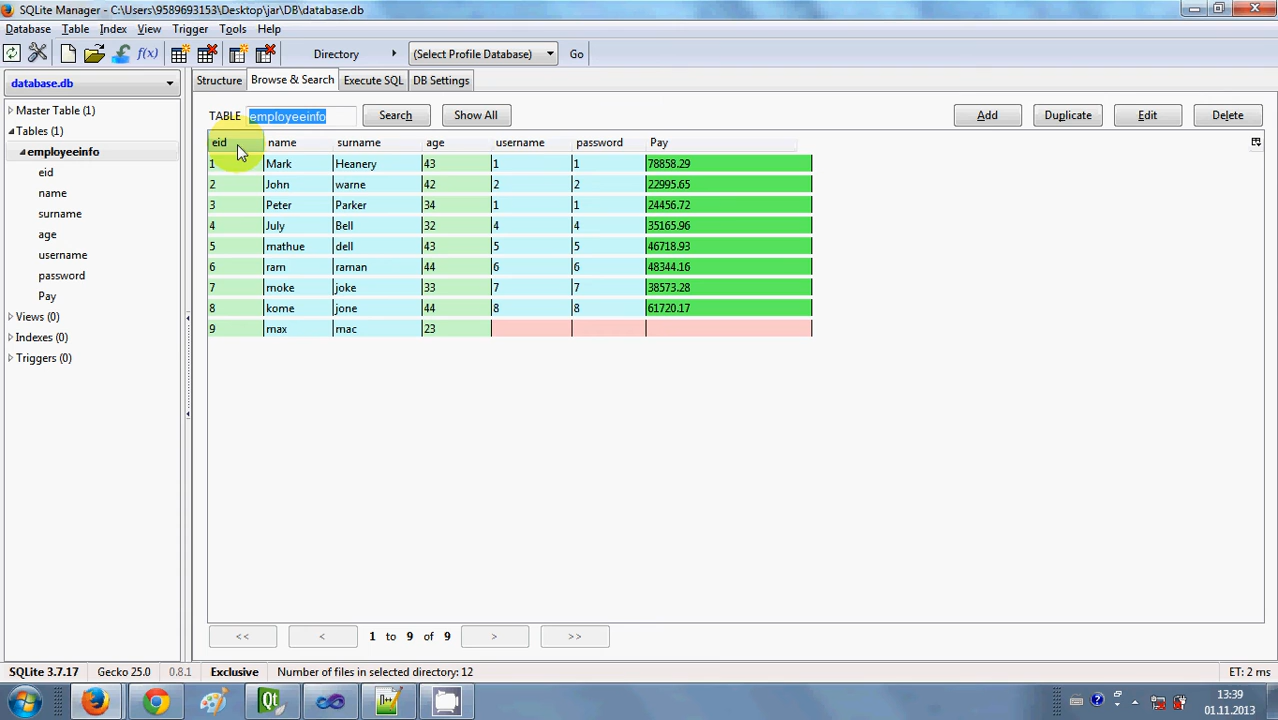 SQLite Manager - C:\Users\9589693153\Desktop\jar\DB\database.db
Database Table Index View Trigger Tools Help
f(x) Directory (Select Profile Database) Go
database.db
Structure Browse & Search Execute SQL DB Settings
Master Table (1)
Tables (1)
employeeinfo
eid
name
surname
age
username
password
Pay
Views (0)
Indexes (0)
Triggers (0)
TABLE employeeinfo Search Show All Add Duplicate Edit Delete
eid name surname age username password Pay
1 Mark Heanery 43 1 1 78858.29
2 John warne 42 2 2 22995.65
3 Peter Parker 34 1 1 24456.72
4 July Bell 32 4 4 35165.96
5 mathue dell 43 5 5 46718.93
6 ram raman 44 6 6 48344.16
7 moke joke 33 7 7 38573.28
8 kome jone 44 8 8 61720.17
9 max mac 23
<< < 1 to 9 of 9 > >>
SQLite 3.7.17 Gecko 25.0 0.8.1 Exclusive Number of files in selected directory: 12 ET: 2 ms
Qt 13:39
01.11.2013